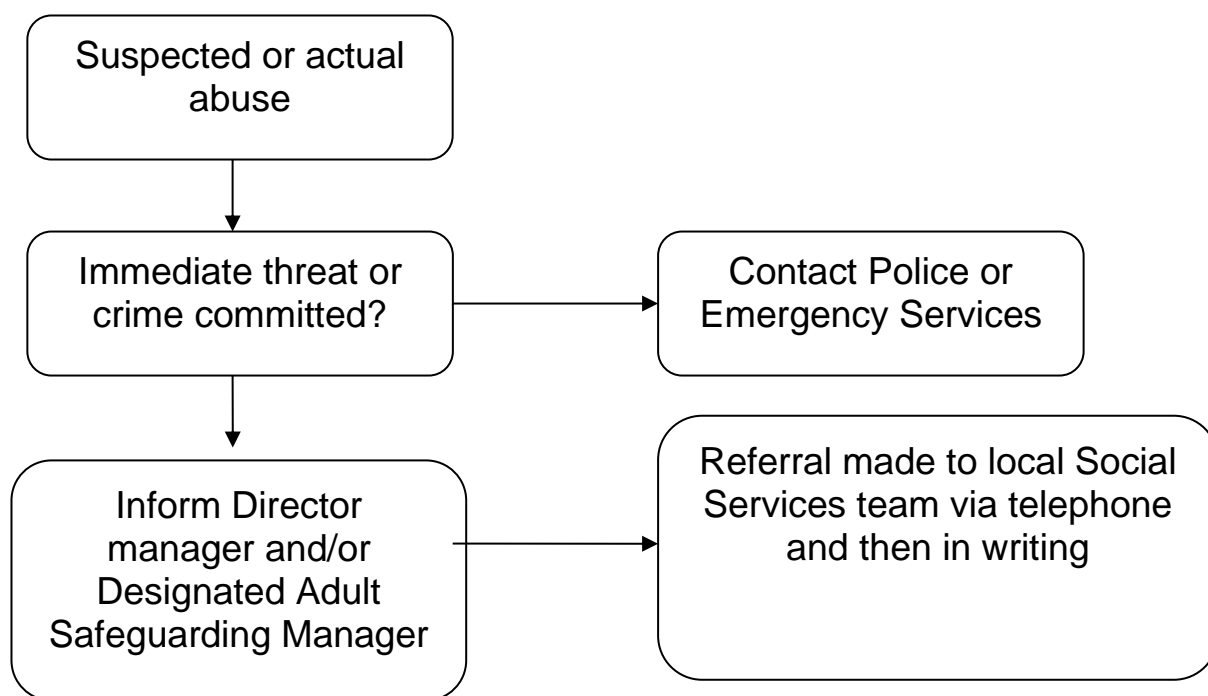 Suspected or actual
abuse
Immediate threat or
crime committed?
Contact Police or
Emergency Services
Inform Director
manager and/or
Designated Adult
Safeguarding Manager
Referral made to local Social
Services team via telephone
and then in writing